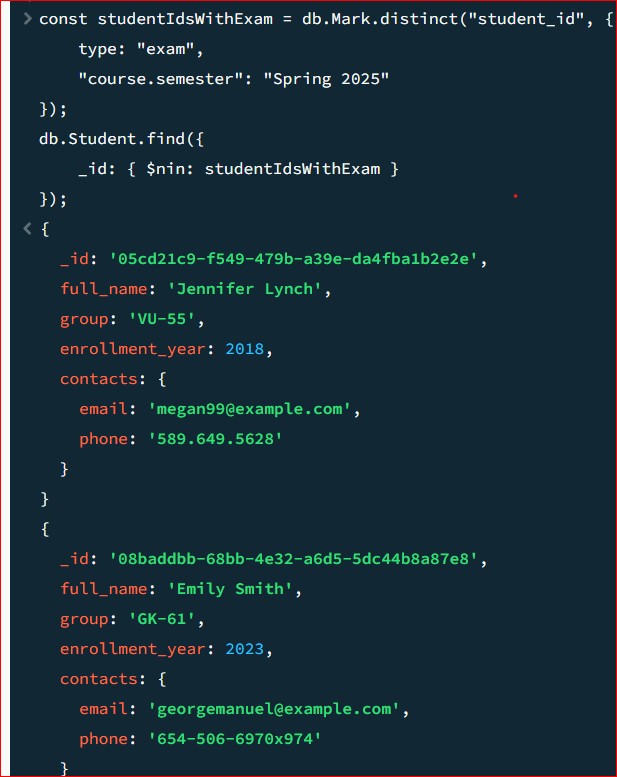 > const studentIdsWithExam = db.Mark.distinct("student_id", {
type: "exam",
"course.semester": "Spring 2025"
});
db.Student.find({
_id: { $nin: studentIdsWithExam }
});
< {
_id: '05cd21c9-f549-479b-a39e-da4fba1b2e2e',
full_name: 'Jennifer Lynch',
group: 'VU-55',
enrollment_year: 2018,
contacts: {
email: 'megan99@example.com',
phone: '589.649.5628'
}
}
{
_id: '08baddbb-68bb-4e32-a6d5-5dc44b8a87e8',
full_name: 'Emily Smith',
group: 'GK-61',
enrollment_year: 2023,
contacts: {
email: 'georgemanuel@example.com',
phone: '654-506-6970x974'
}